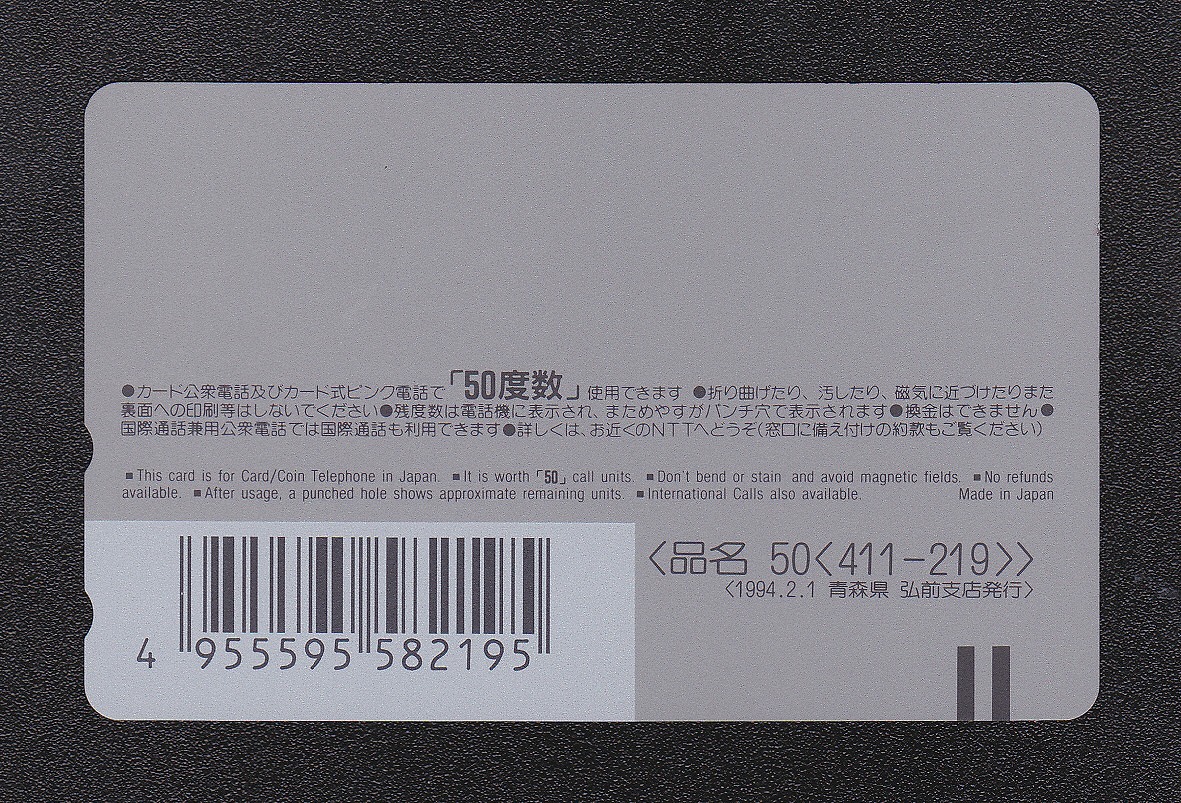 ●カード公衆電話及びカード式ピンク電話で「50度数」使用できます ●折り曲げたり、汚したり、磁気に近づけたりまた
裏面への印刷等はしないでください●残度数は電話機に表示され、まためやすがパンチ穴で表示されます●換金はできません●
国際通話兼用公衆電話では国際通話も利用できます●詳しくは、お近くのNTTへどうぞ(窓口に備え付けの約款もご覧ください)
■This card is for Card/Coin Telephone in Japan. ■It is worth「50」call units. ■Don't bend or stain and avoid magnetic fields. ■No refunds
available. ■After usage, a punched hole shows approximate remaining units. ■International Calls also available. Made in Japan
〈品名 50〈411-219〉〉
〈1994.2.1 青森県 弘前支店発行〉
4 955595 582195